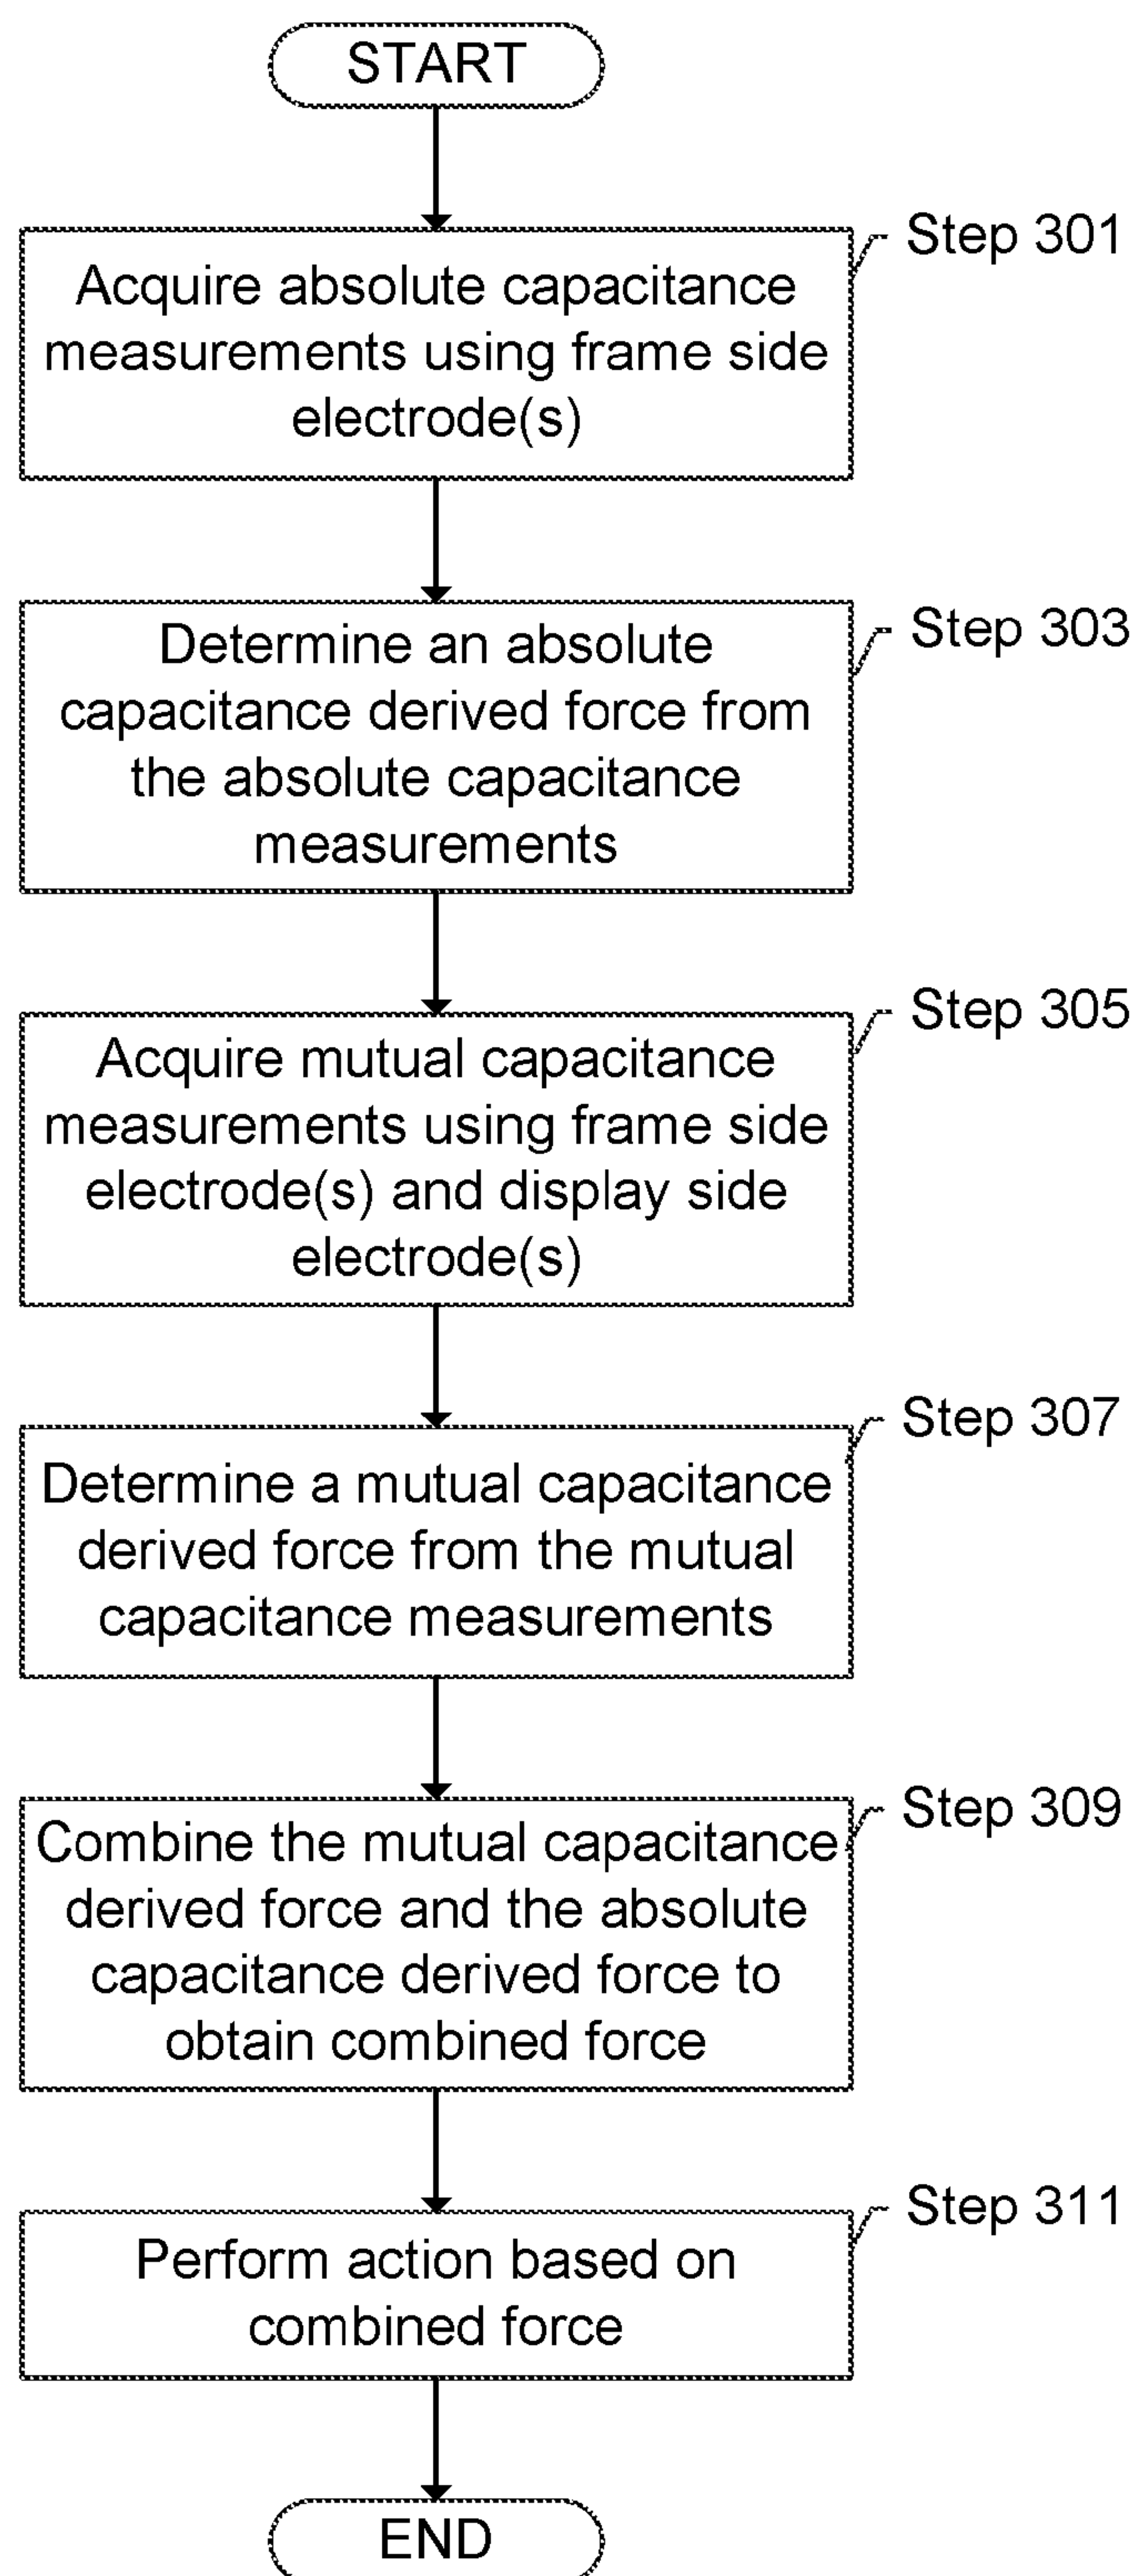 START
Step 301
Acquire absolute capacitance
measurements using frame side
electrode(s)
Step 303
Determine an absolute
capacitance derived force from
the absolute capacitance
measurements
Step 305
Acquire mutual capacitance
measurements using frame side
electrode(s) and display side
electrode(s)
Step 307
Determine a mutual capacitance
derived force from the mutual
capacitance measurements
Step 309
Combine the mutual capacitance
derived force and the absolute
capacitance derived force to
obtain combined force
Step 311
Perform action based on
combined force
END